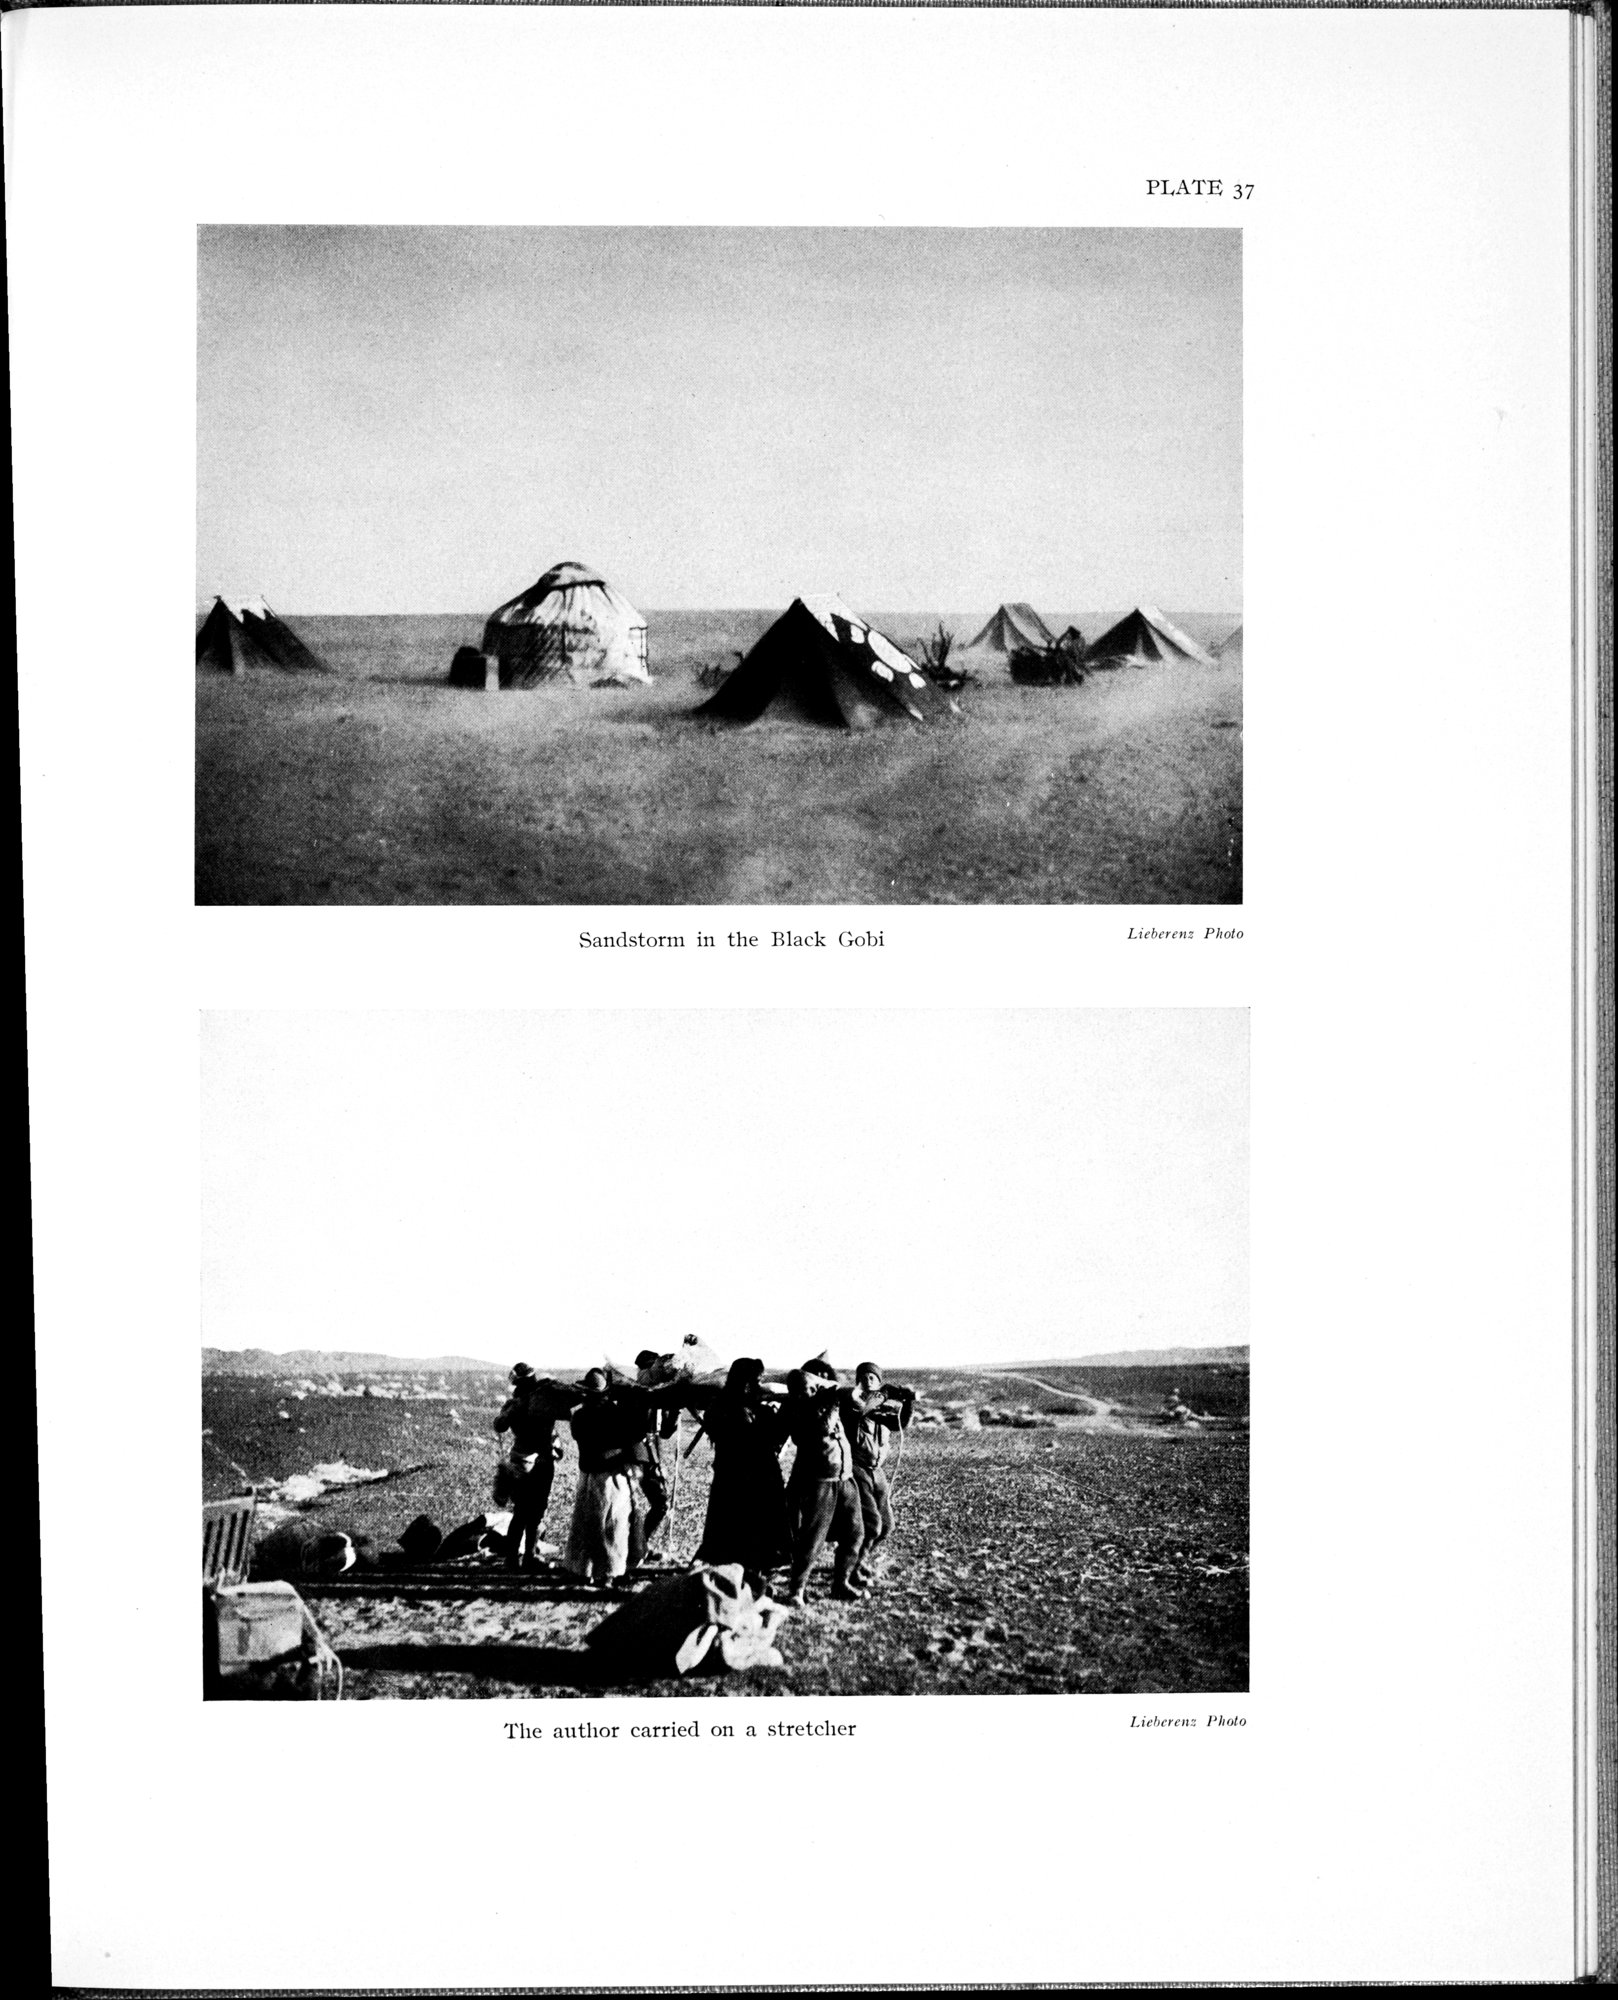 PLATE 37
Sandstorm in the Black Gobi
Lieberenz Photo
The author carried on a stretcher
Lieberenz Photo